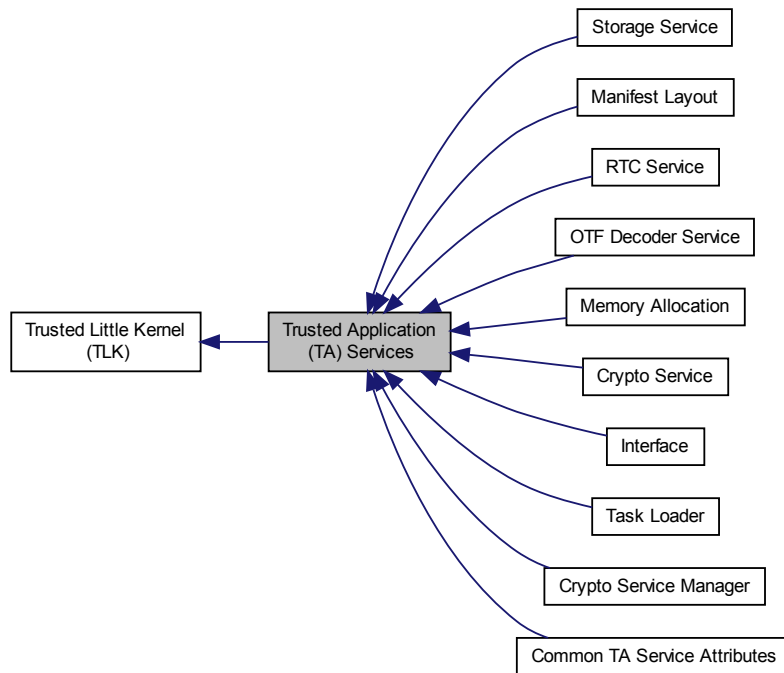 Storage Service
Manifest Layout
RTC Service
OTF Decoder Service
Memory Allocation
Trusted Little Kernel
(TLK)
Trusted Application
(TA) Services
Crypto Service
Interface
Task Loader
Crypto Service Manager
Common TA Service Attributes